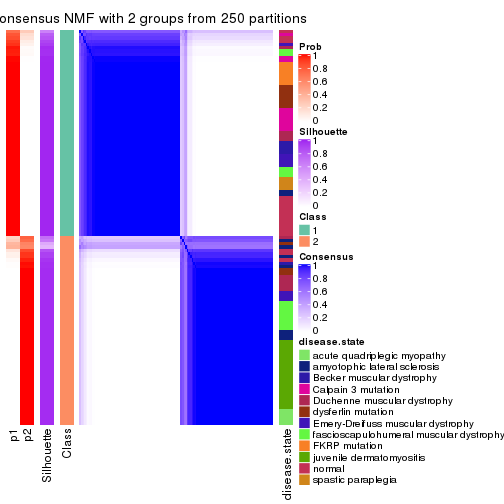 onsensus NMF with 2 groups from 250 partitions
p1
p2
Silhouette
Class
disease.state
Prob
1
0.8
0.6
0.4
0.2
0
Silhouette
1
0.8
0.6
0.4
0.2
0
Class
1
2
Consensus
1
0.8
0.6
0.4
0.2
0
disease.state
acute quadriplegic myopathy
amyotophic lateral sclerosis
Becker muscular dystrophy
Calpain 3 mutation
Duchenne muscular dystrophy
dysferlin mutation
Emery-Dreifuss muscular dystrophy
fascioscapulohumeral muscular dystrophy
FKRP mutation
juvenile dermatomyositis
normal
spastic paraplegia